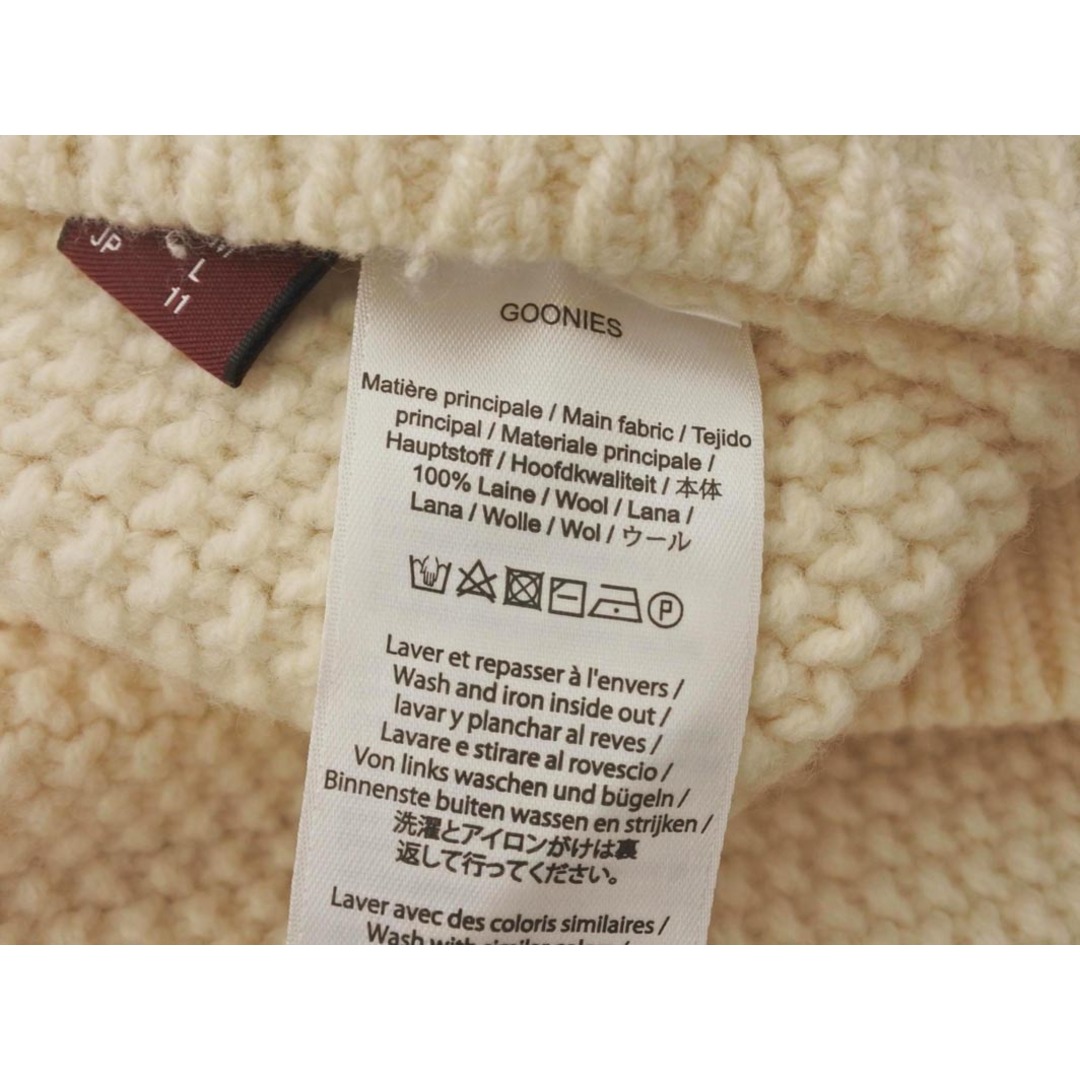 JP
L
11
GOONIES
Matière principale / Main fabric / Tejido
principal / Materiale principale /
Hauptstoff / Hoofdkwaliteit / 本体
100% Laine / Wool / Lana /
Lana / Wolle / Wol / ウール
P
Laver et repasser à l'envers /
Wash and iron inside out /
lavar y planchar al reves /
Lavare e stirare al rovescio /
Von links waschen und bügeln /
Binnenste buiten wassen en strijken /
洗濯とアイロンがけは裏
返して行ってください。
Laver avec des coloris similaires /
Wash with similar